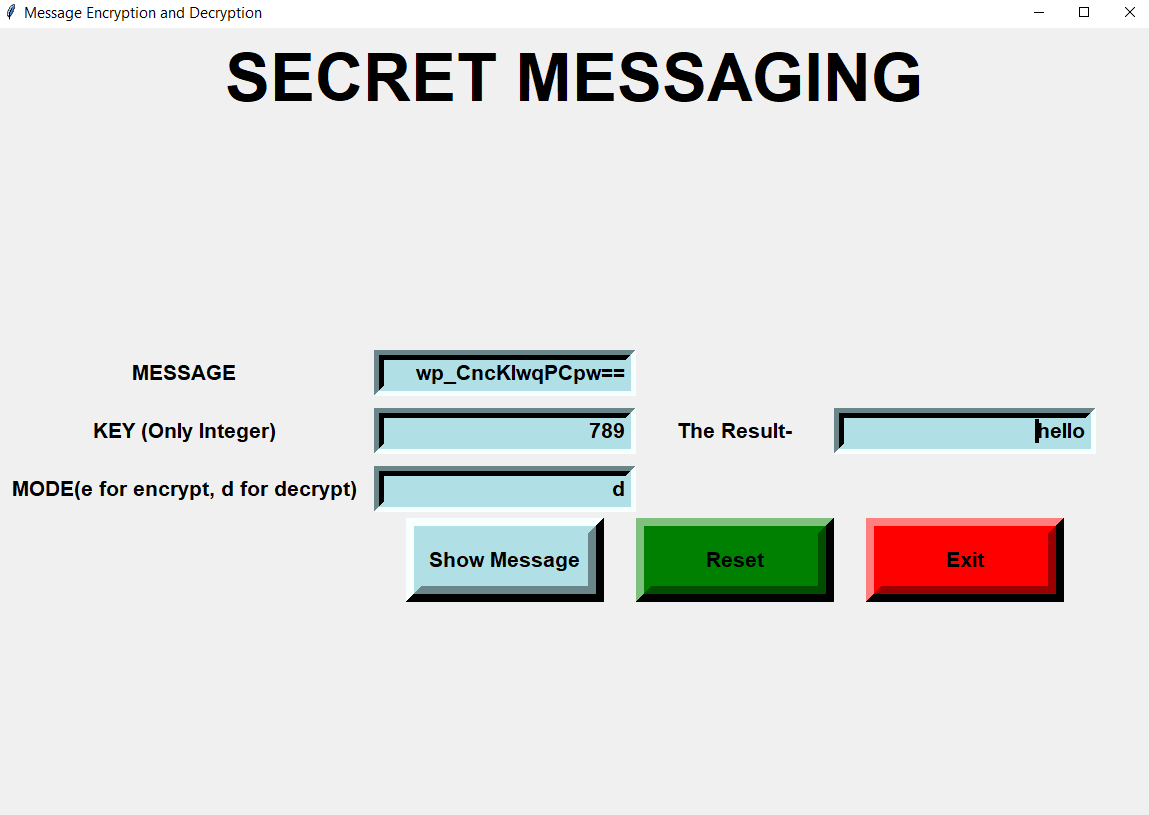 Message Encryption and Decryption
SECRET MESSAGING
MESSAGE
wp_CncKlwqPCpw==
KEY (Only Integer)
789
The Result-
hello
MODE(e for encrypt, d for decrypt)
d
Show Message
Reset
Exit